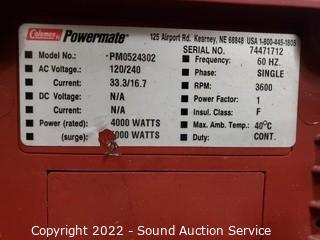 Coleman Powermate® 125 Airport Rd. Kearney, NE 68848 USA 1-800-445-1805
SERIAL NO. 74471712
Model No.: PM0524302
AC Voltage: 120/240
Current: 33.3/16.7
DC Voltage: N/A
Current: N/A
Power (rated): 4000 WATTS
(surge): 000 WATTS
Frequency: 60 HZ.
Phase: SINGLE
RPM: 3600
Power Factor: 1
Insulat. Class: F
Max. Amb. Temp.: 40°C
Duty: CONT.
Copyright 2022 - Sound Auction Service